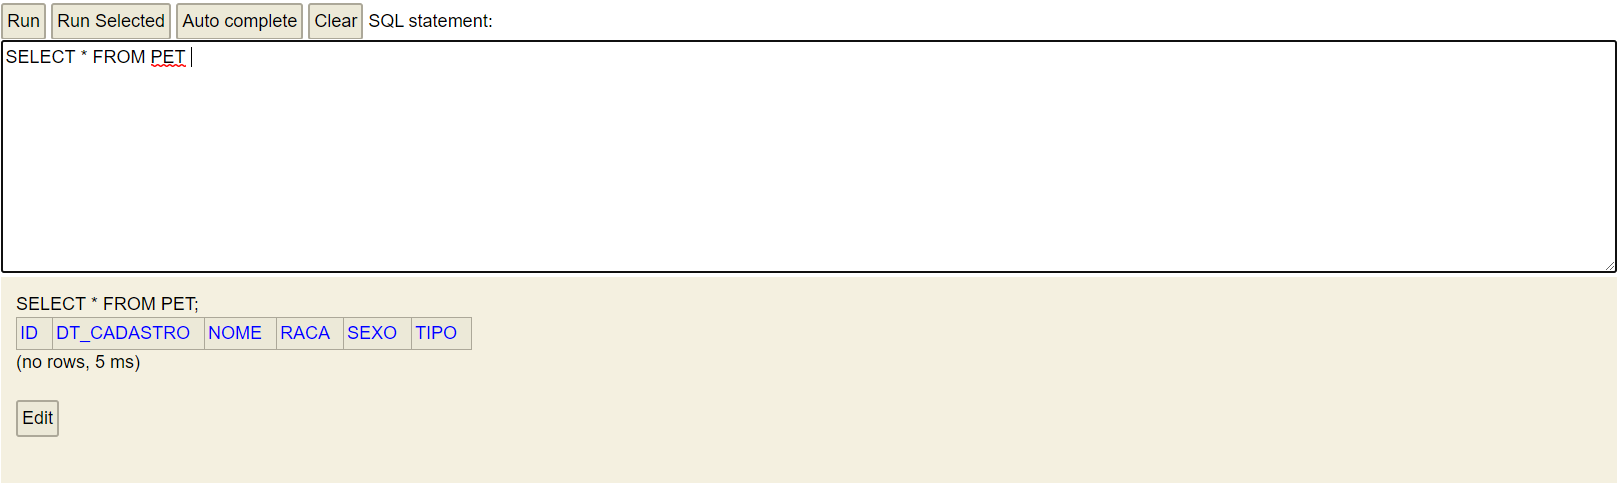 Run Run Selected Auto complete Clear SQL statement:
SELECT * FROM PET
SELECT * FROM PET;
ID DT_CADASTRO NOME RACA SEXO TIPO
(no rows, 5 ms)
Edit